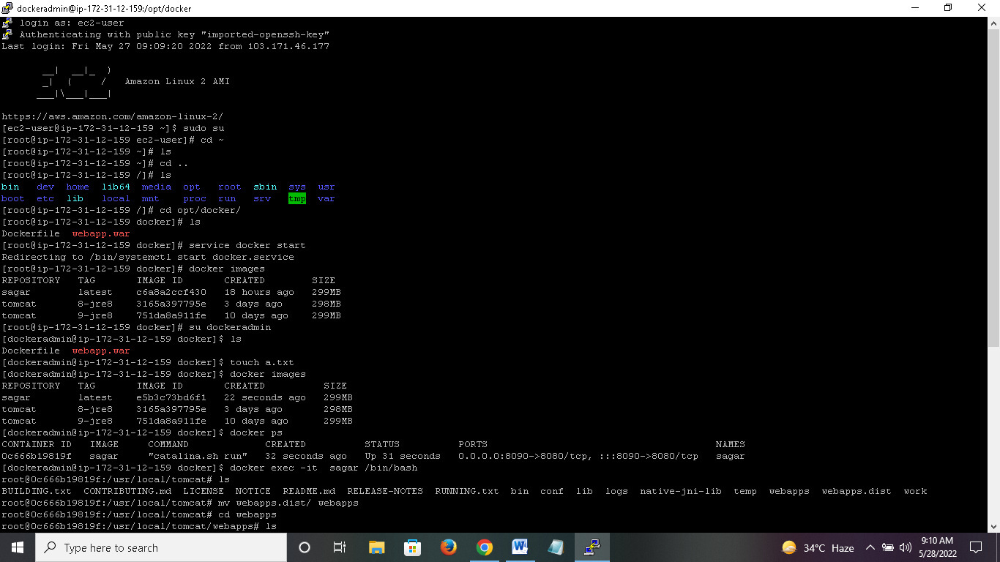 dockeradmin@ip-172-31-12-159:/opt/docker
login as: ec2-user
Authenticating with public key "imported-openssh-key"
Last login: Fri May 27 09:09:20 2022 from 103.171.46.177
       __|  __|_  )
       _|  (     /   Amazon Linux 2 AMI
      ___|\___|___|
https://aws.amazon.com/amazon-linux-2/
[ec2-user@ip-172-31-12-159 ~]$ sudo su
[root@ip-172-31-12-159 ec2-user]# cd ~
[root@ip-172-31-12-159 ~]# ls
[root@ip-172-31-12-159 ~]# cd ..
[root@ip-172-31-12-159 /]# ls
bin   dev  home  lib64  media  opt   root  sbin  sys  usr
boot  etc  lib   local  mnt    proc  run   srv   tmp  var
[root@ip-172-31-12-159 /]# cd opt/docker/
[root@ip-172-31-12-159 docker]# ls
Dockerfile  webapp.war
[root@ip-172-31-12-159 docker]# service docker start
Redirecting to /bin/systemctl start docker.service
[root@ip-172-31-12-159 docker]# docker images
REPOSITORY   TAG       IMAGE ID       CREATED        SIZE
sagar        latest    c6a8a2ccf430   18 hours ago   299MB
tomcat       8-jre8    3165a397795e   3 days ago     298MB
tomcat       9-jre8    751da8a911fe   10 days ago    299MB
[root@ip-172-31-12-159 docker]# su dockeradmin
[dockeradmin@ip-172-31-12-159 docker]$ ls
Dockerfile  webapp.war
[dockeradmin@ip-172-31-12-159 docker]$ touch a.txt
[dockeradmin@ip-172-31-12-159 docker]$ docker images
REPOSITORY   TAG       IMAGE ID       CREATED          SIZE
sagar        latest    e5b3c73bd6f1   22 seconds ago   299MB
tomcat       8-jre8    3165a397795e   3 days ago       298MB
tomcat       9-jre8    751da8a911fe   10 days ago      299MB
[dockeradmin@ip-172-31-12-159 docker]$ docker ps
CONTAINER ID   IMAGE     COMMAND             CREATED          STATUS          PORTS                                       NAMES
0c666b19819f   sagar     "catalina.sh run"   32 seconds ago   Up 31 seconds   0.0.0.0:8090->8080/tcp, :::8090->8080/tcp   sagar
[dockeradmin@ip-172-31-12-159 docker]$ docker exec -it  sagar /bin/bash
root@0c666b19819f:/usr/local/tomcat# ls
BUILDING.txt  CONTRIBUTING.md  LICENSE  NOTICE  README.md  RELEASE-NOTES  RUNNING.txt  bin  conf  lib  logs  native-jni-lib  temp  webapps  webapps.dist  work
root@0c666b19819f:/usr/local/tomcat# mv webapps.dist/ webapps
root@0c666b19819f:/usr/local/tomcat# cd webapps
root@0c666b19819f:/usr/local/tomcat/webapps# ls
Type here to search
34°C Haze
9:10 AM
5/28/2022